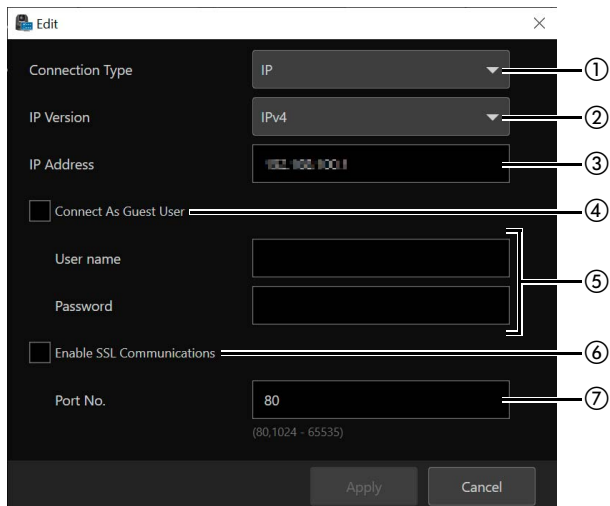 Edit
Connection Type IP ①
IP Version IPv4 ②
IP Address ③
Connect As Guest User ④
User name
⑤
Password
Enable SSL Communications ⑥
Port No. 80 ⑦
(80,1024 - 65535)
Apply Cancel